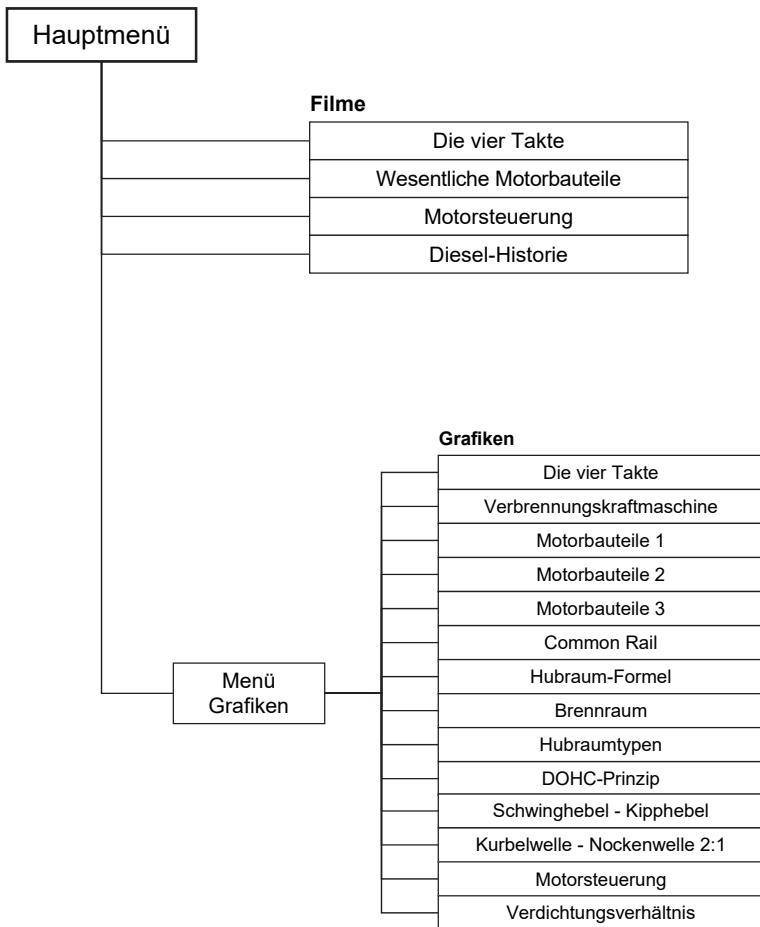 Hauptmenü
Filme
Die vier Takte
Wesentliche Motorbauteile
Motorsteuerung
Diesel-Historie
Grafiken
Die vier Takte
Verbrennungskraftmaschine
Motorbauteile 1
Motorbauteile 2
Motorbauteile 3
Common Rail
Menü
Grafiken
Hubraum-Formel
Brennraum
Hubraumtypen
DOHC-Prinzip
Schwinghebel - Kipphebel
Kurbelwelle - Nockenwelle 2:1
Motorsteuerung
Verdichtungsverhältnis